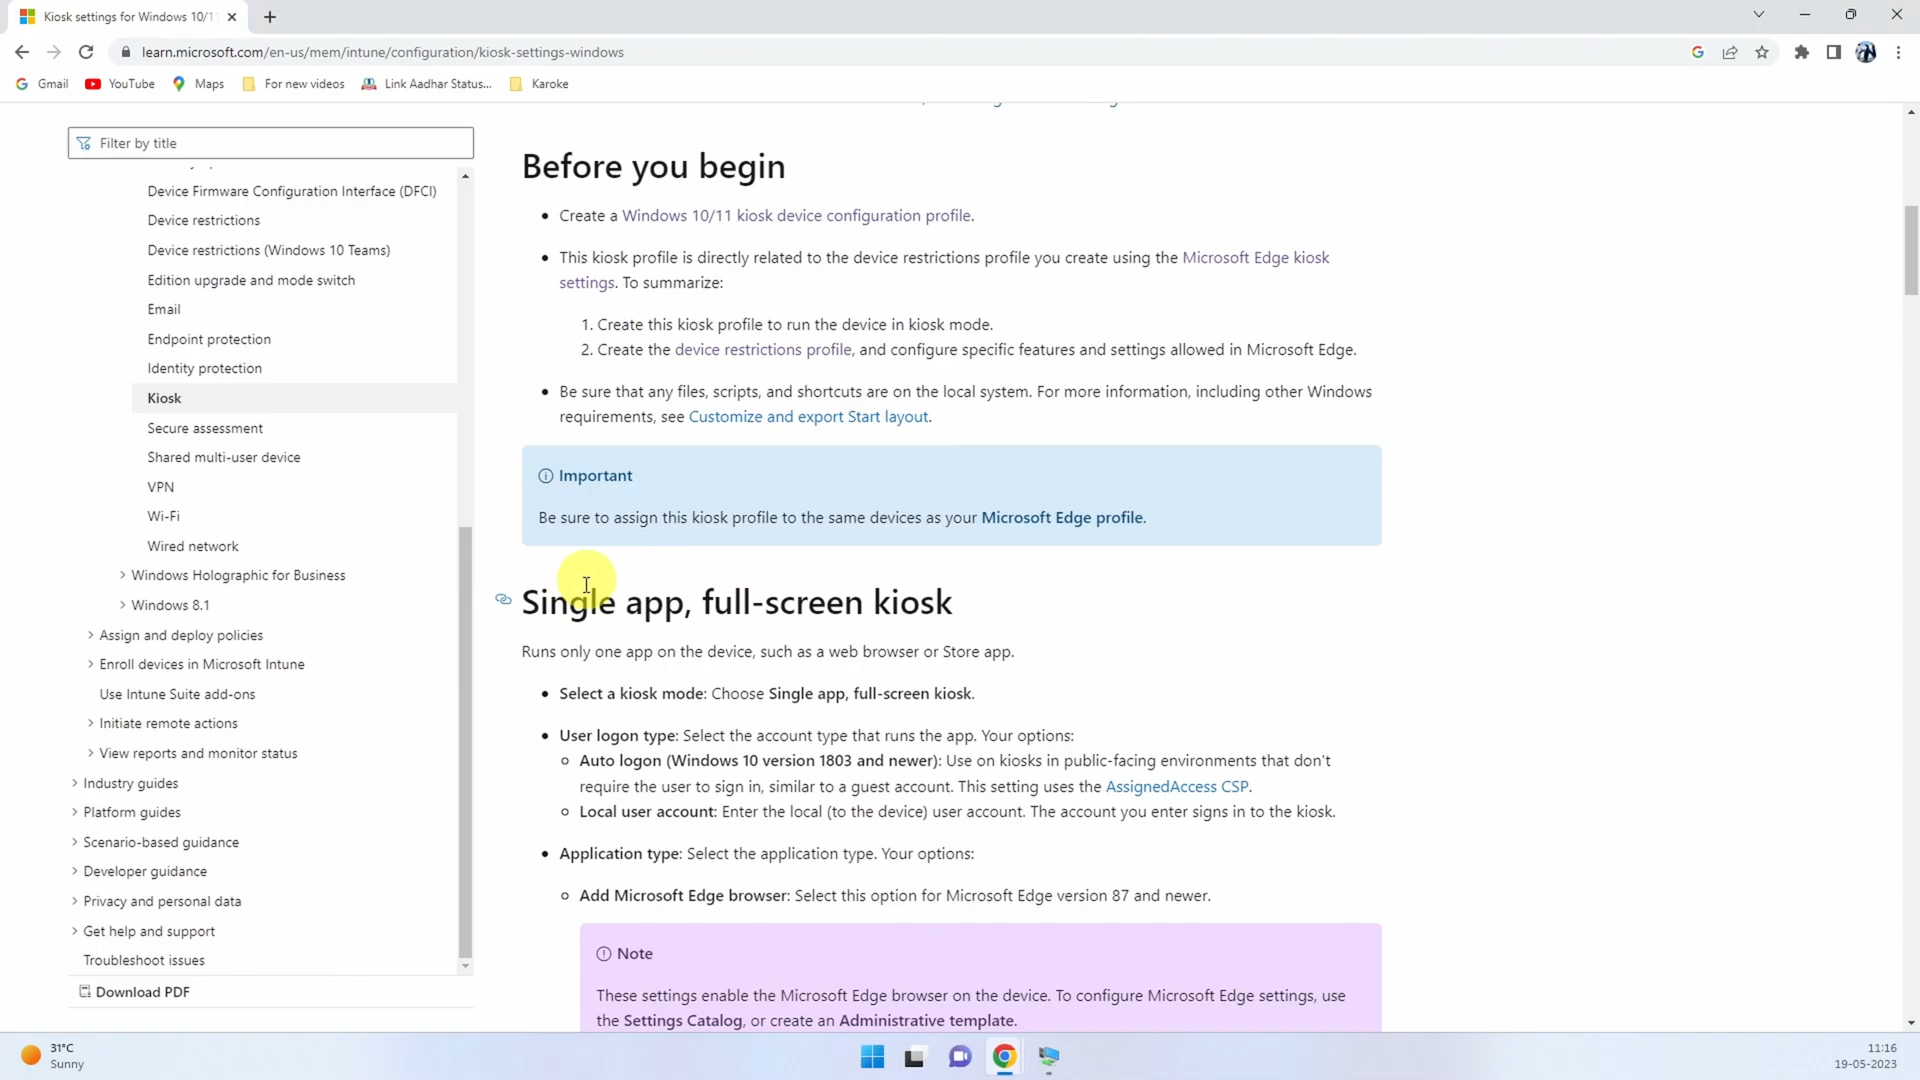 Kiosk settings for Windows 10/11
learn.microsoft.com/en-us/mem/intune/configuration/kiosk-settings-windows
Gmail
YouTube
Maps
For new videos
Link Aadhar Status...
Karoke
Filter by title
Device Firmware Configuration Interface (DFCI)
Device restrictions
Device restrictions (Windows 10 Teams)
Edition upgrade and mode switch
Email
Endpoint protection
Identity protection
Kiosk
Secure assessment
Shared multi-user device
VPN
Wi-Fi
Wired network
Windows Holographic for Business
Windows 8.1
Assign and deploy policies
Enroll devices in Microsoft Intune
Use Intune Suite add-ons
Initiate remote actions
View reports and monitor status
Industry guides
Platform guides
Scenario-based guidance
Developer guidance
Privacy and personal data
Get help and support
Troubleshoot issues
Download PDF
Before you begin
• Create a Windows 10/11 kiosk device configuration profile.
• This kiosk profile is directly related to the device restrictions profile you create using the Microsoft Edge kiosk
settings. To summarize:
1. Create this kiosk profile to run the device in kiosk mode.
2. Create the device restrictions profile, and configure specific features and settings allowed in Microsoft Edge.
• Be sure that any files, scripts, and shortcuts are on the local system. For more information, including other Windows
requirements, see Customize and export Start layout.
Important
Be sure to assign this kiosk profile to the same devices as your Microsoft Edge profile.
Single app, full-screen kiosk
Runs only one app on the device, such as a web browser or Store app.
• Select a kiosk mode: Choose Single app, full-screen kiosk.
• User logon type: Select the account type that runs the app. Your options:
Auto logon (Windows 10 version 1803 and newer): Use on kiosks in public-facing environments that don't
require the user to sign in, similar to a guest account. This setting uses the AssignedAccess CSP.
Local user account: Enter the local (to the device) user account. The account you enter signs in to the kiosk.
• Application type: Select the application type. Your options:
Add Microsoft Edge browser: Select this option for Microsoft Edge version 87 and newer.
Note
These settings enable the Microsoft Edge browser on the device. To configure Microsoft Edge settings, use
the Settings Catalog, or create an Administrative template.
31°C
Sunny
11:16
19-05-2023